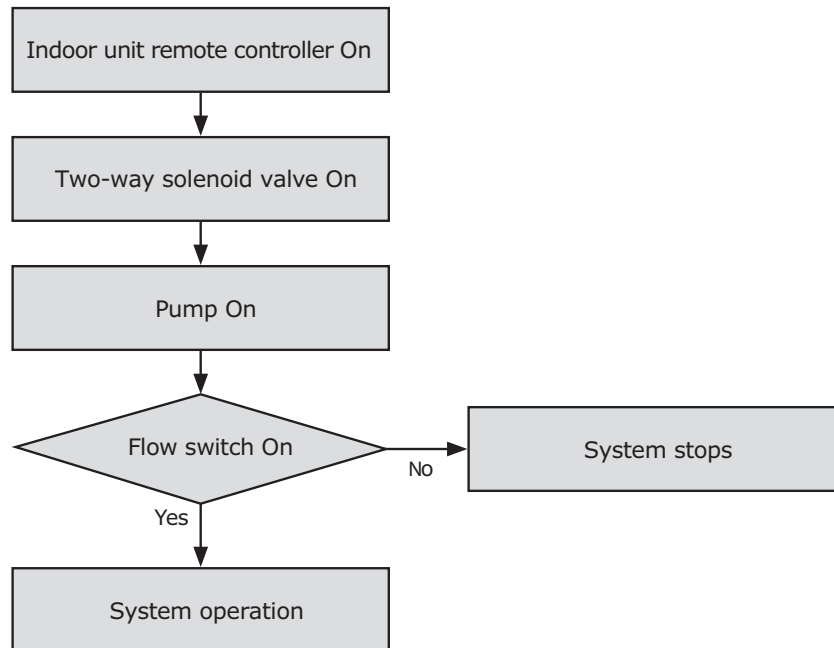 Indoor unit remote controller On
Two-way solenoid valve On
Pump On
Flow switch On
System stops
No
Yes
System operation